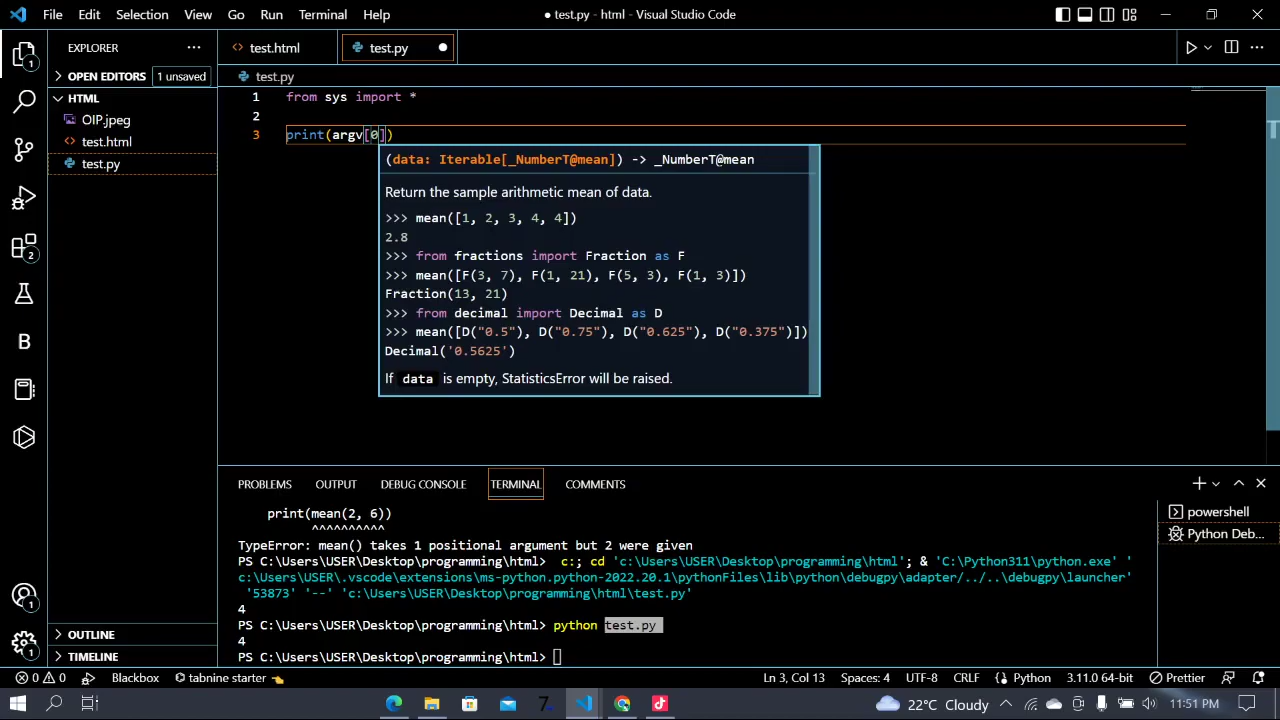 File Edit Selection View Go Run Terminal Help
● test.py - html - Visual Studio Code
EXPLORER ···
OPEN EDITORS 1 unsaved
HTML
OIP.jpeg
test.html
test.py
OUTLINE
TIMELINE
1
2
B
1
1
test.html
test.py
test.py
1 from sys import *
2
3 print(argv[0])
(data: Iterable[_NumberT@mean]) -> _NumberT@mean
Return the sample arithmetic mean of data.
>>> mean([1, 2, 3, 4, 4])
2.8
>>> from fractions import Fraction as F
>>> mean([F(3, 7), F(1, 21), F(5, 3), F(1, 3)])
Fraction(13, 21)
>>> from decimal import Decimal as D
>>> mean([D("0.5"), D("0.75"), D("0.625"), D("0.375")])
Decimal('0.5625')
If data is empty, StatisticsError will be raised.
PROBLEMS OUTPUT DEBUG CONSOLE TERMINAL COMMENTS
print(mean(2, 6))
^^^^^^^^^^
TypeError: mean() takes 1 positional argument but 2 were given
PS C:\Users\USER\Desktop\programming\html> c:; cd 'c:\Users\USER\Desktop\programming\html'; & 'C:\Python311\python.exe' '
c:\Users\USER\.vscode\extensions\ms-python.python-2022.20.1\pythonFiles\lib\python\debugpy\adapter/../..\debugpy\launcher'
'53873' '--' 'c:\Users\USER\Desktop\programming\html\test.py'
4
PS C:\Users\USER\Desktop\programming\html> python test.py
4
PS C:\Users\USER\Desktop\programming\html>
powershell
Python Deb...
0 0 Blackbox tabnine starter 👈 Ln 3, Col 13 Spaces: 4 UTF-8 CRLF Python 3.11.0 64-bit Prettier
7 22°C Cloudy 11:51 PM